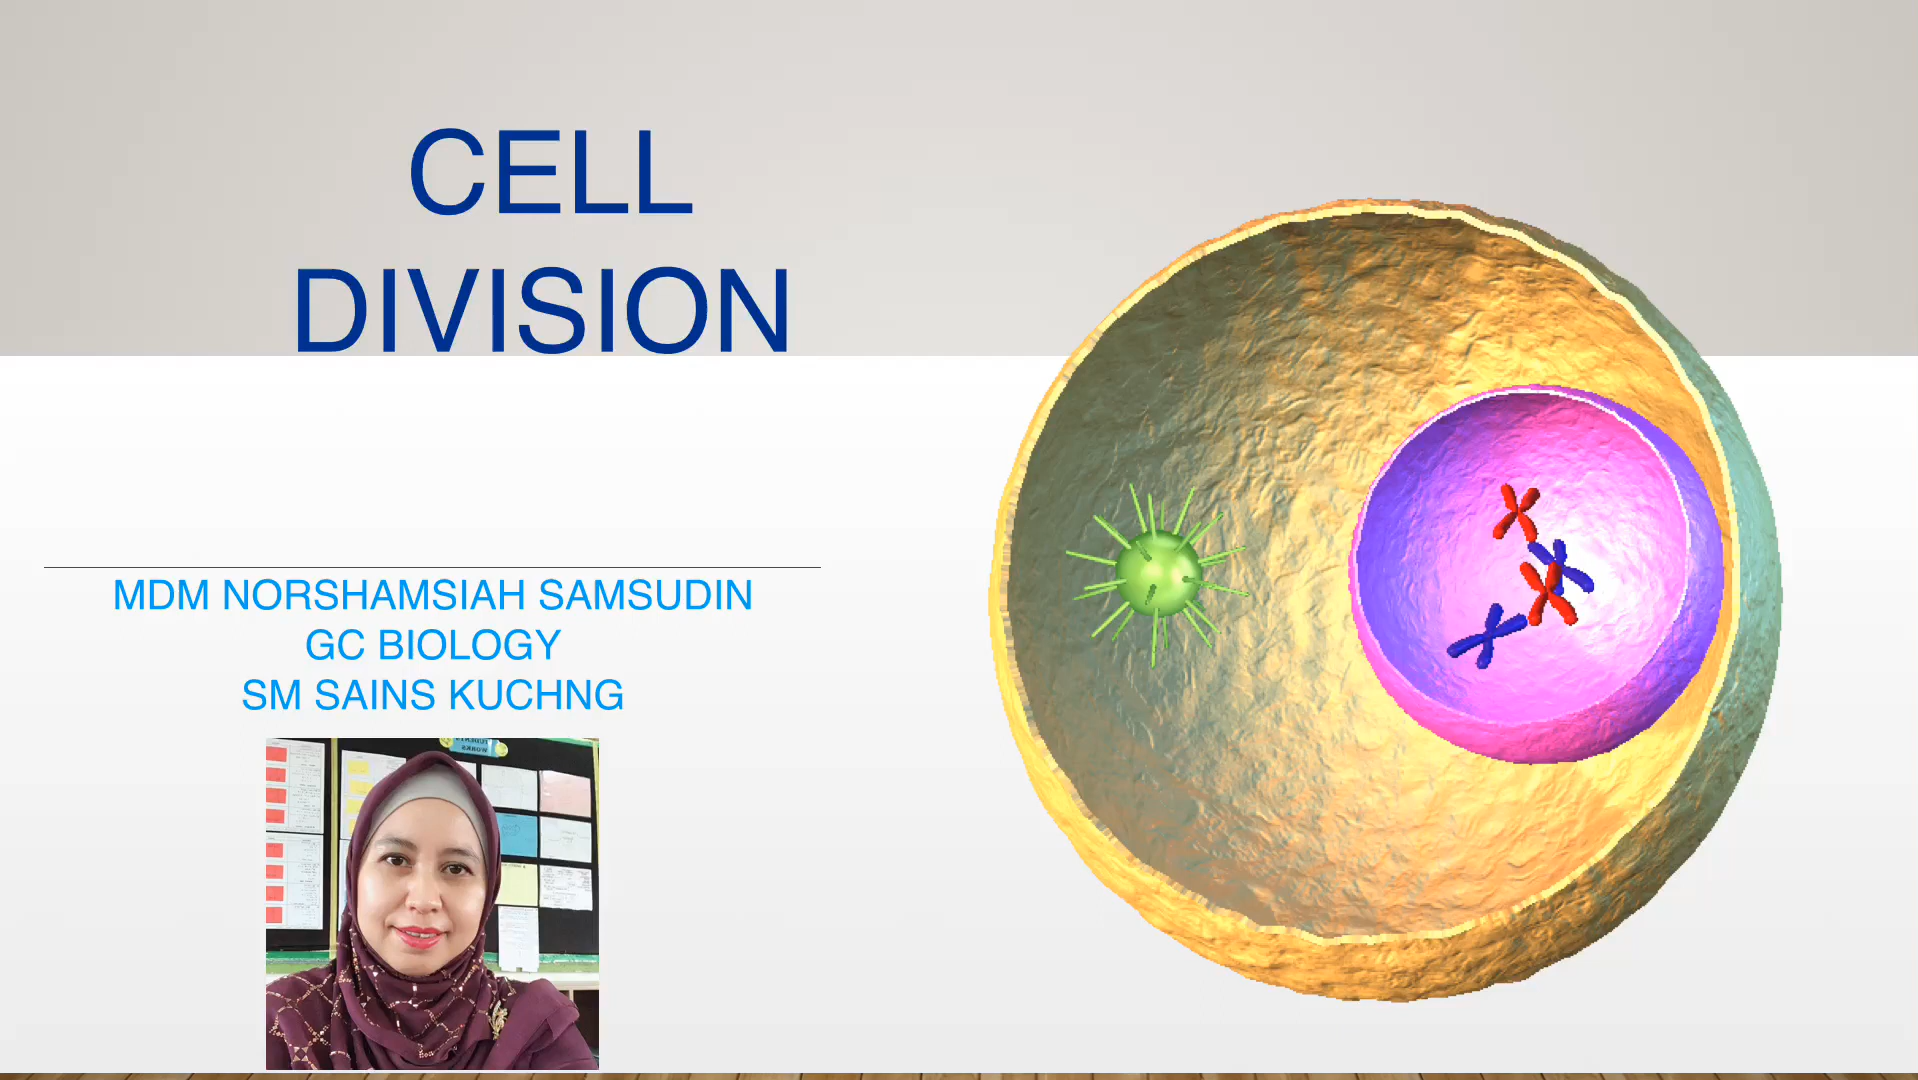 CELL
DIVISION
MDM NORSHAMSIAH SAMSUDIN
GC BIOLOGY
SM SAINS KUCHNG